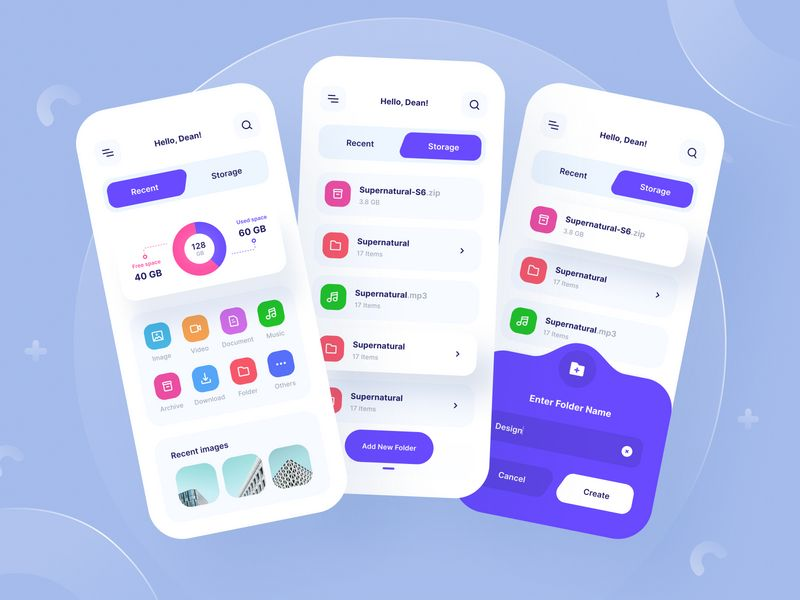 Hello, Dean!
Recent
Storage
128
GB
Used space
60 GB
Free space
40 GB
Image
Video
Document
Music
Archive
Download
Folder
Others
Recent images
Hello, Dean!
Recent
Storage
Supernatural-S6.zip
3.8 GB
Supernatural
17 Items
Supernatural.mp3
17 Items
Supernatural
17 Items
Supernatural
17 Items
Add New Folder
Hello, Dean!
Recent
Storage
Supernatural-S6.zip
3.8 GB
Supernatural
17 Items
Supernatural.mp3
17 Items
Enter Folder Name
Design
Cancel
Create